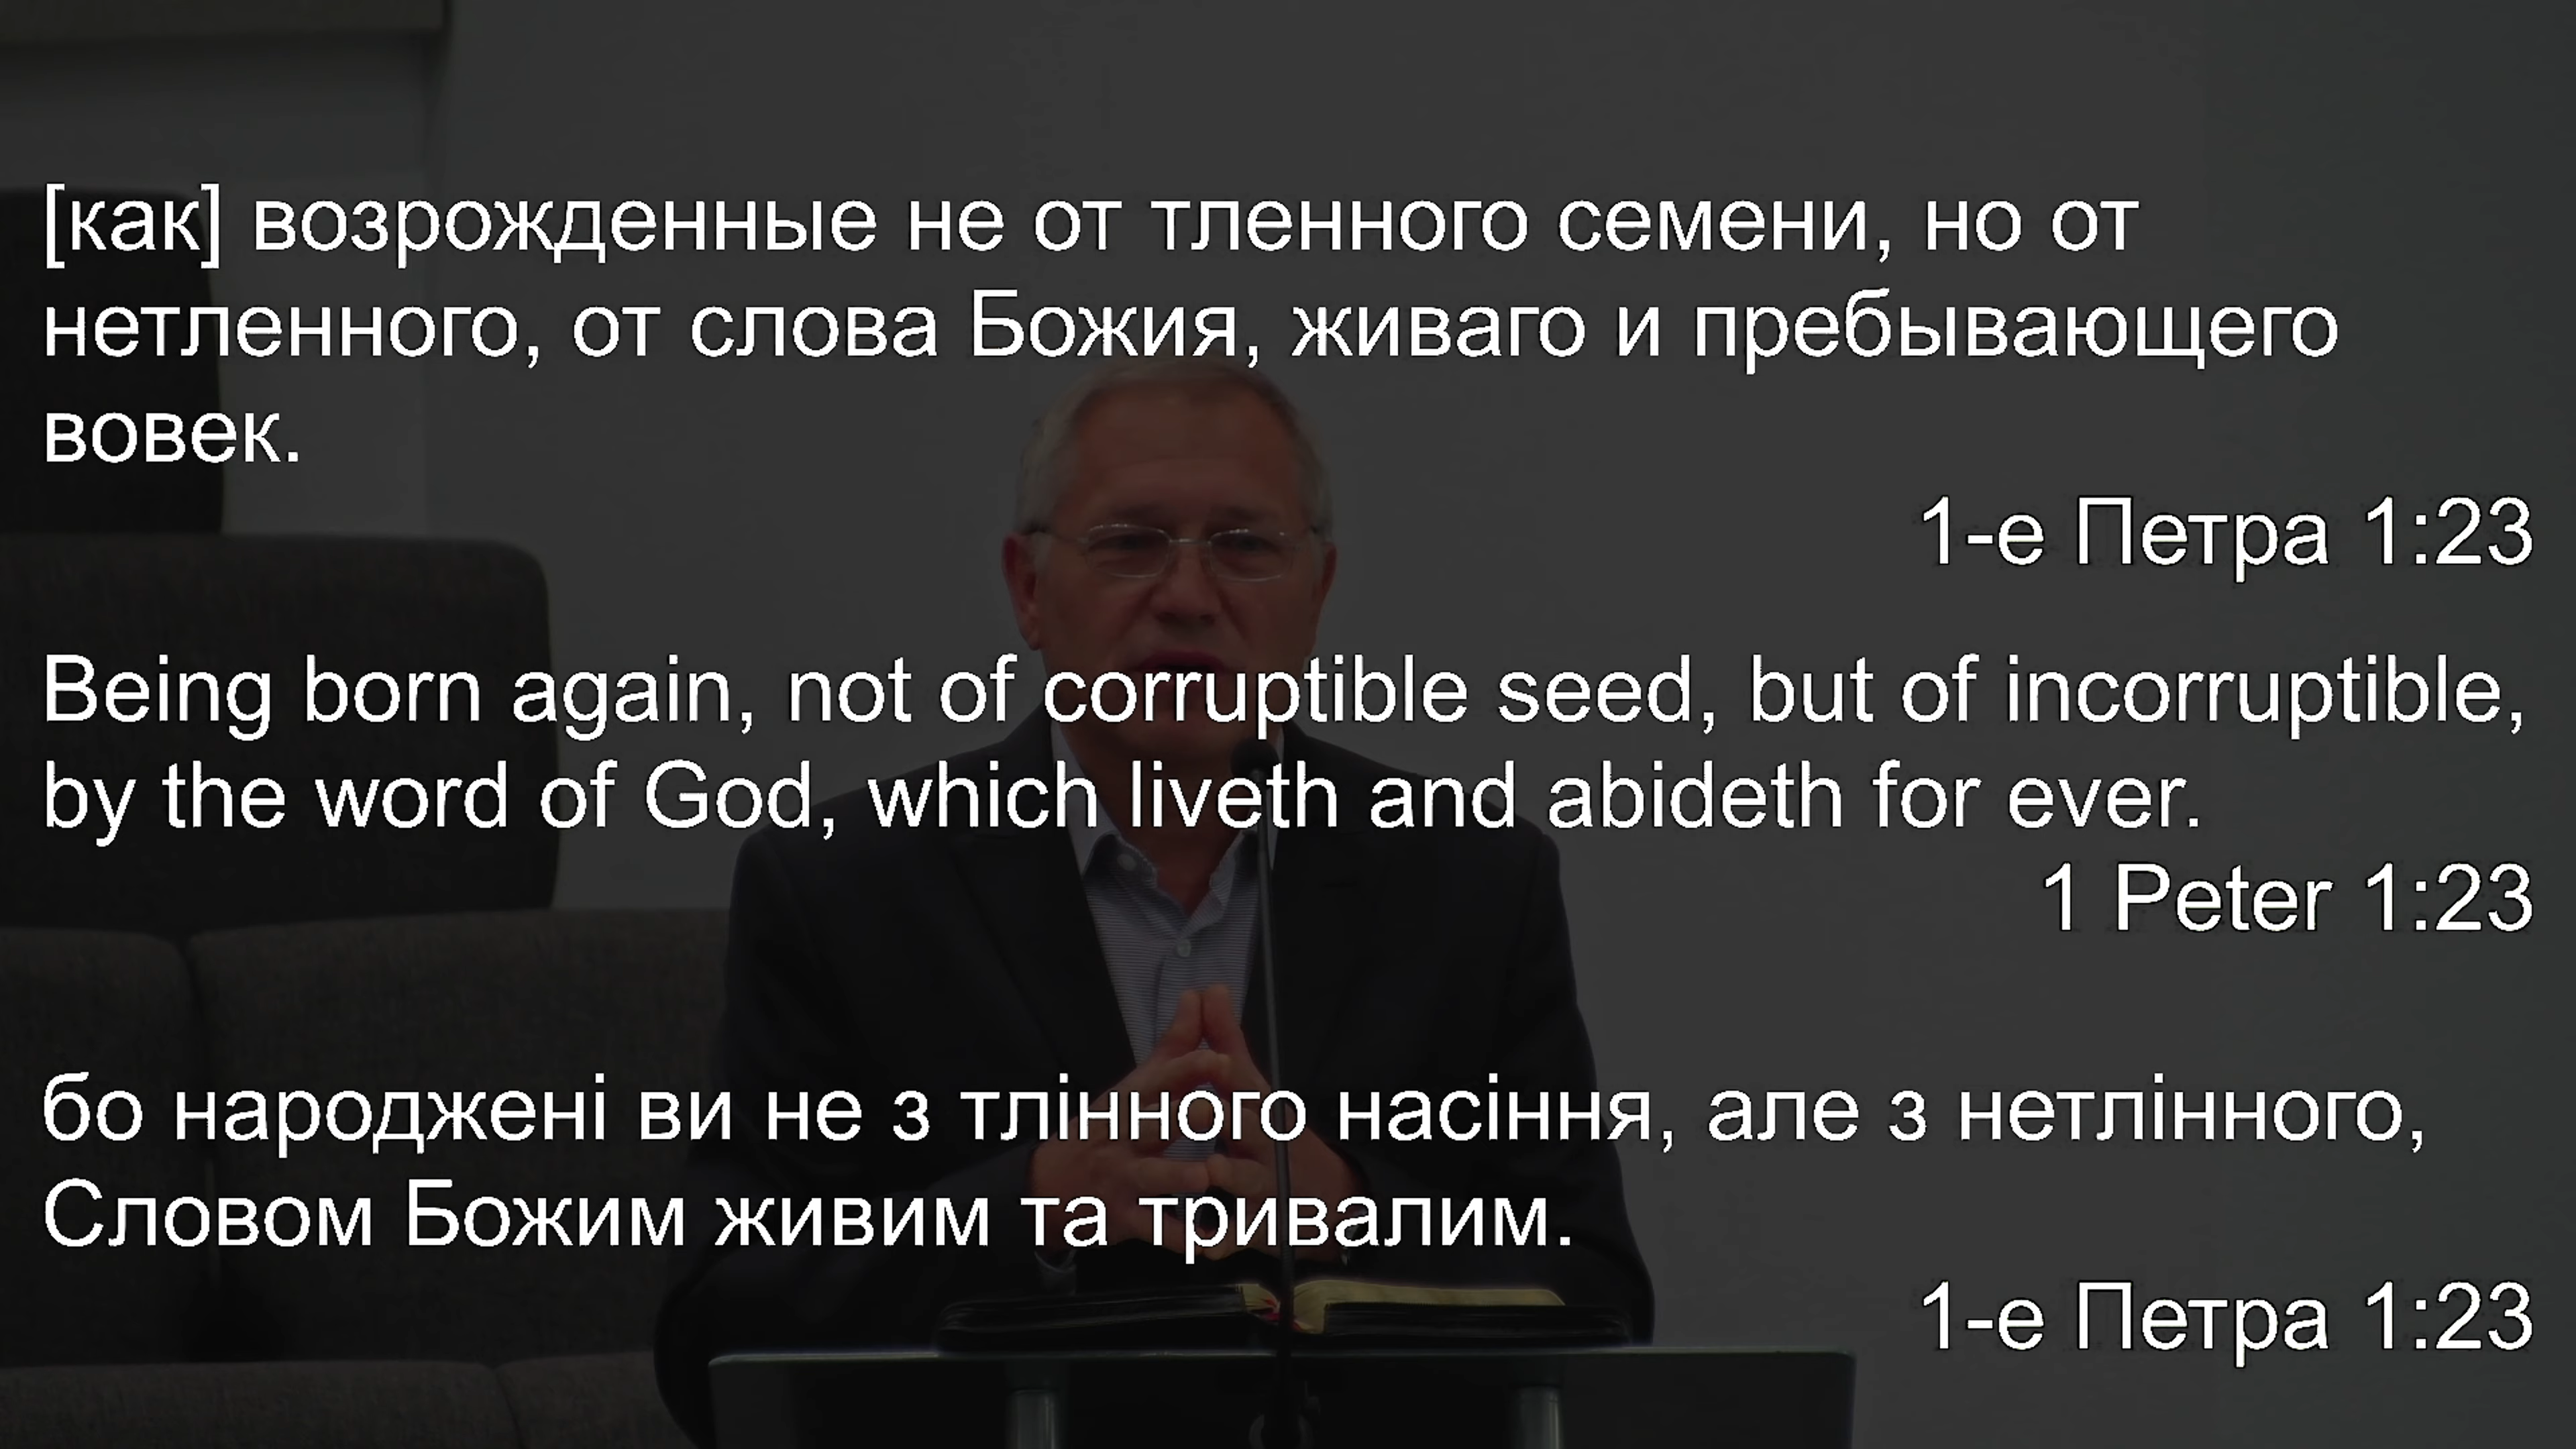 [как] возрожденные не от тленного семени, но от
нетленного, от слова Божия, живаго и пребывающего
вовек.
1-е Петра 1:23
Being born again, not of corruptible seed, but of incorruptible,
by the word of God, which liveth and abideth for ever.
1 Peter 1:23
бо народжені ви не з тлінного насіння, але з нетлінного,
Словом Божим живим та тривалим.
1-е Петра 1:23